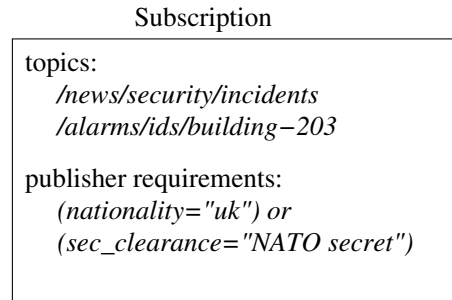 Subscription
topics:
/news/security/incidents
/alarms/ids/building−203
publisher requirements:
(nationality="uk") or
(sec_clearance="NATO secret")